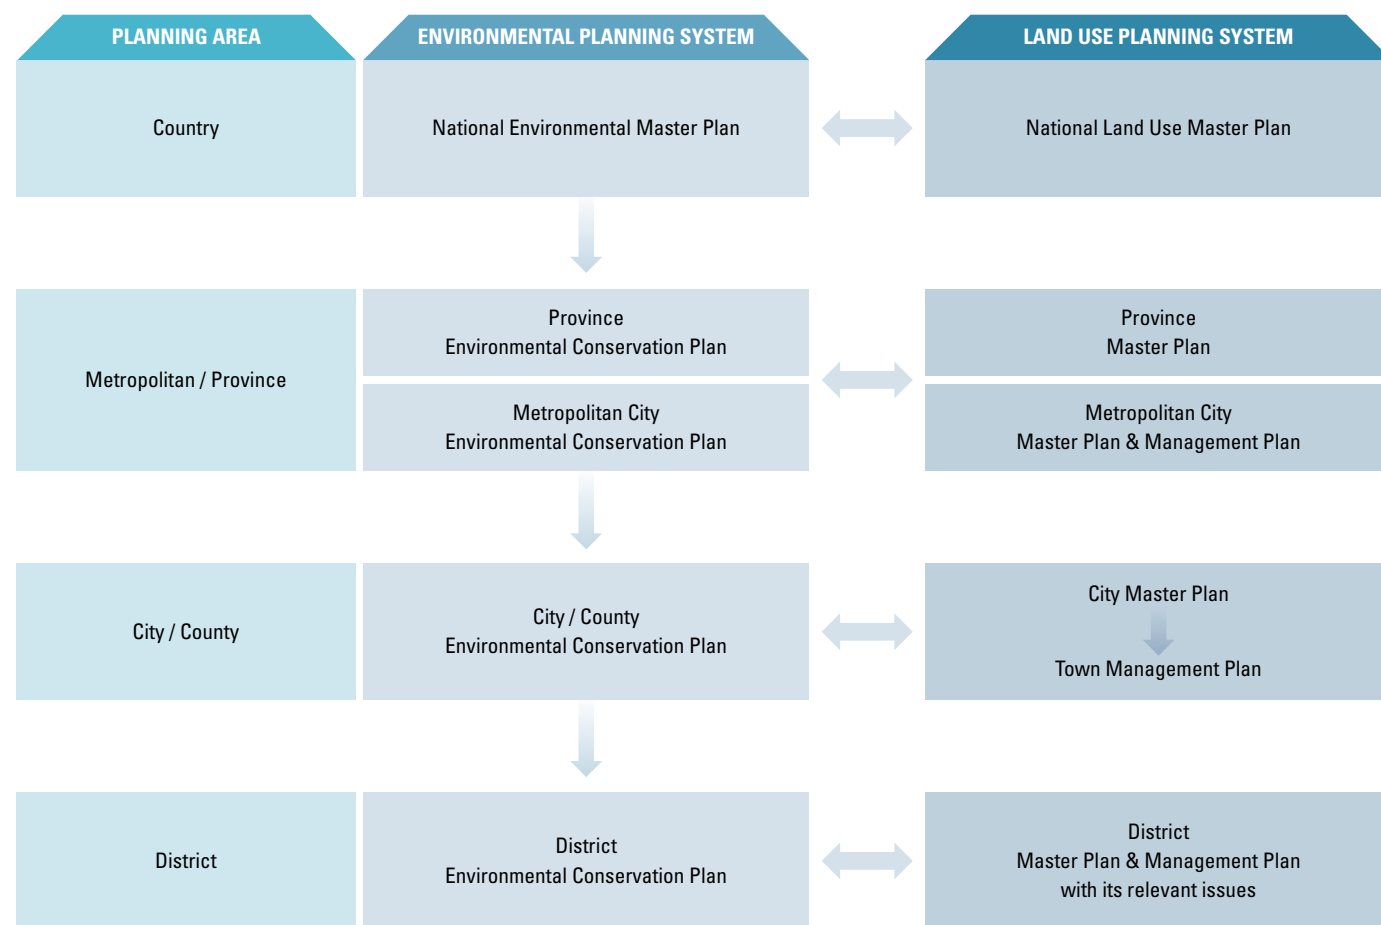 PLANNING AREA
ENVIRONMENTAL PLANNING SYSTEM
LAND USE PLANNING SYSTEM
Country
National Environmental Master Plan
National Land Use Master Plan
Metropolitan / Province
Province
Environmental Conservation Plan
Metropolitan City
Environmental Conservation Plan
Province
Master Plan
Metropolitan City
Master Plan & Management Plan
City / County
City / County
Environmental Conservation Plan
City Master Plan
Town Management Plan
District
District
Environmental Conservation Plan
District
Master Plan & Management Plan
with its relevant issues